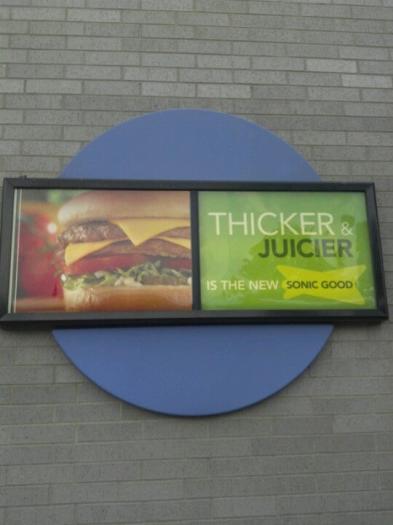 THICKER &
JUICIER
IS THE NEW SONIC GOOD